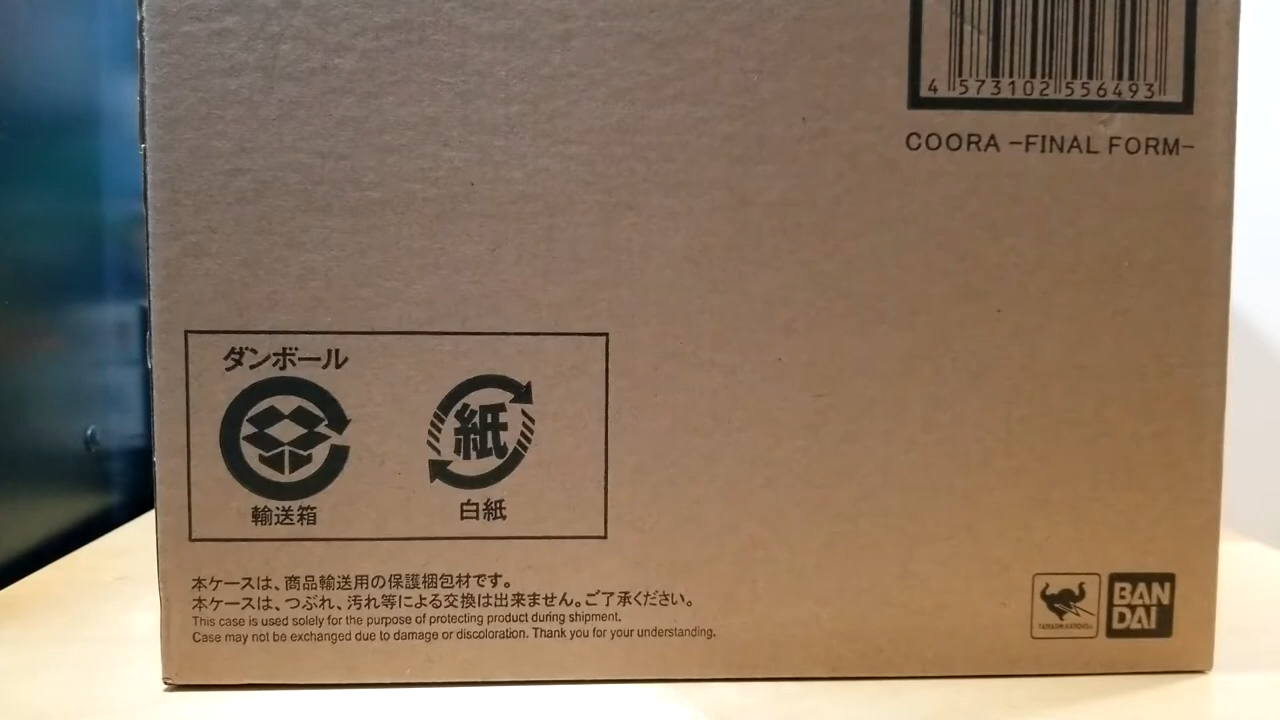 4 573102 556493
COORA -FINAL FORM-
ダンボール
輸送箱
紙
白紙
本ケースは、商品輸送用の保護梱包材です。
本ケースは、つぶれ、汚れ等による交換は出来ません。ご了承ください。
This case is used solely for the purpose of protecting product during shipment.
Case may not be exchanged due to damage or discoloration. Thank you for your understanding.
TAMASHII NATIONS
BAN
DAI